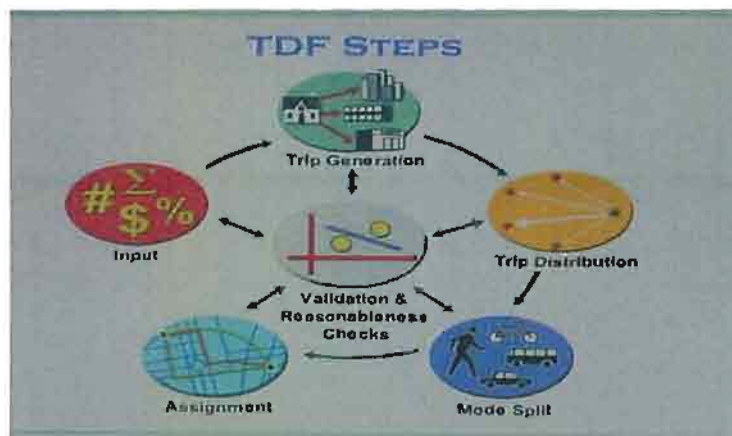 TDF STEPS
Trip Generation
#Σ
$%
Input
Trip Distribution
Validation &
Reasonableness
Checks
Assignment
Mode Split